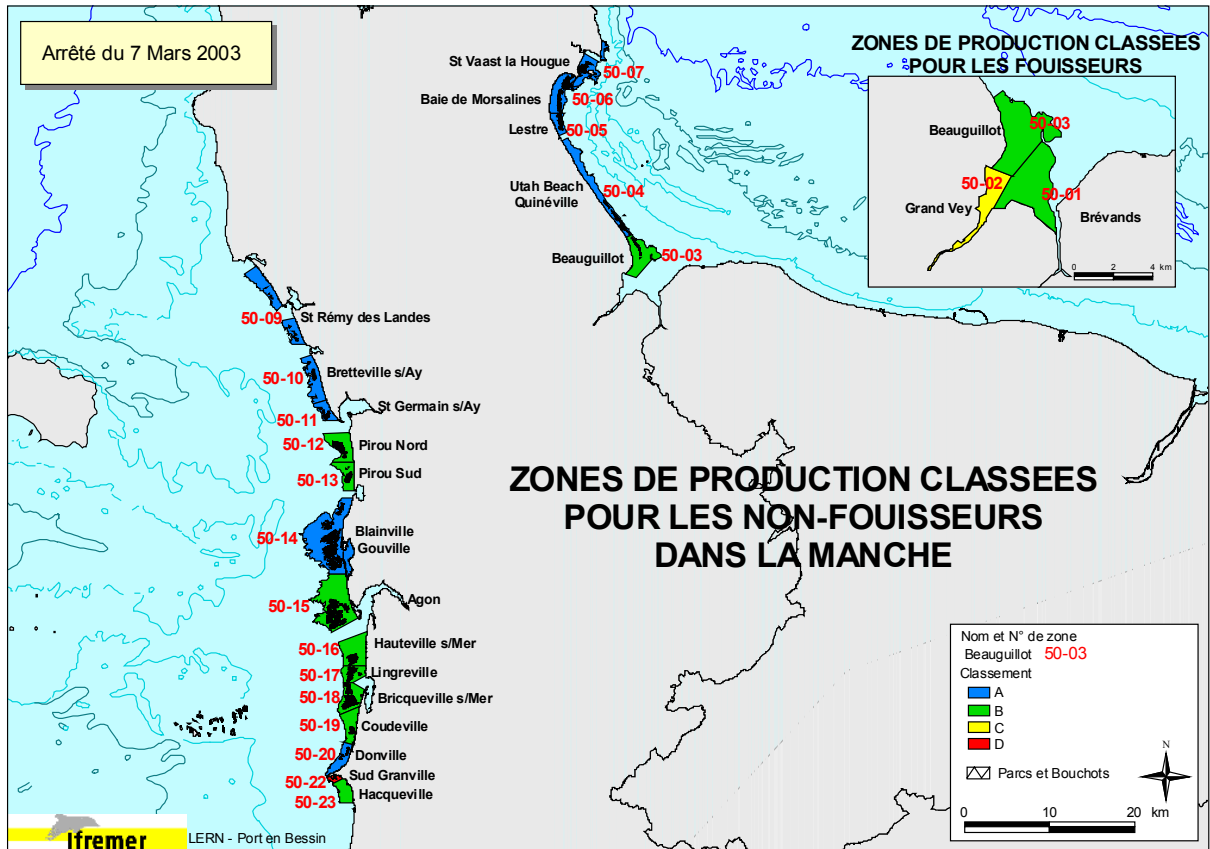 Arrêté du 7 Mars 2003
St Vaast la Hougue
50-07
Baie de Morsalines
50-06
Lestre
50-05
Utah Beach
Quinéville
50-04
Beauguillot
50-03
ZONES DE PRODUCTION CLASSEES
POUR LES FOUISSEURS
Beauguillot
50-03
50-02
50-01
Grand Vey
Brévands
0 2 4 km
50-09
St Rémy des Landes
50-10
Bretteville s/Ay
50-11
St Germain s/Ay
50-12
Pirou Nord
50-13
Pirou Sud
50-14
Blainville
Gouville
50-15
Agon
50-16
Hauteville s/Mer
50-17
Lingreville
50-18
Bricqueville s/Mer
50-19
Coudeville
50-20
Donville
50-22
Sud Granville
50-23
Hacqueville
ZONES DE PRODUCTION CLASSEES
POUR LES NON-FOUISSEURS
DANS LA MANCHE
Nom et N° de zone
Beauguillot 50-03
Classement
A
B
C
D
Parcs et Bouchots
N
0 10 20 km
Ifremer
LERN - Port en Bessin